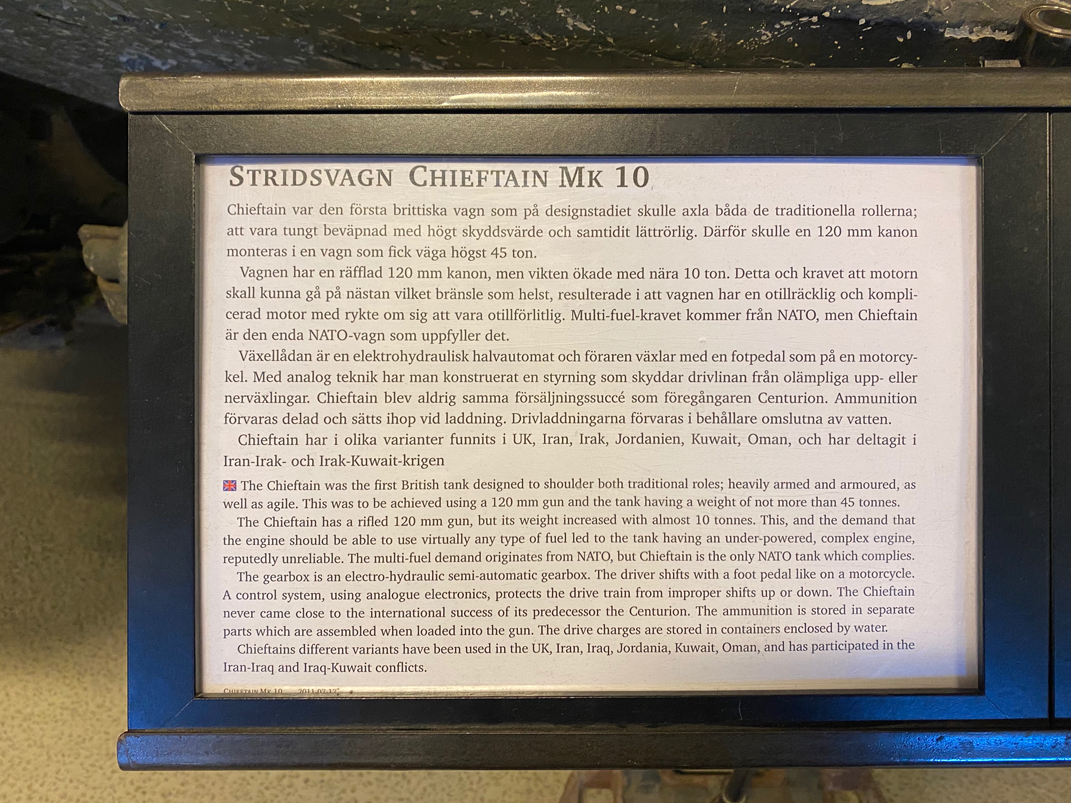 STRIDSVAGN CHIEFTAIN MK 10
Chieftain var den första brittiska vagn som på designstadiet skulle axla båda de traditionella rollerna;
att vara tungt beväpnad med högt skyddsvärde och samtidit lättrörlig. Därför skulle en 120 mm kanon
monteras i en vagn som fick väga högst 45 ton.
Vagnen har en räfflad 120 mm kanon, men vikten ökade med nära 10 ton. Detta och kravet att motorn
skall kunna gå på nästan vilket bränsle som helst, resulterade i att vagnen har en otillräcklig och kompli-
cerad motor med rykte om sig att vara otillförlitlig. Multi-fuel-kravet kommer från NATO, men Chieftain
är den enda NATO-vagn som uppfyller det.
Växellådan är en elektrohydraulisk halvautomat och föraren växlar med en fotpedal som på en motorcy-
kel. Med analog teknik har man konstruerat en styrning som skyddar drivlinan från olämpliga upp- eller
nerväxlingar. Chieftain blev aldrig samma försäljningssuccé som föregångaren Centurion. Ammunition
förvaras delad och sätts ihop vid laddning. Drivladdningarna förvaras i behållare omslutna av vatten.
Chieftain har i olika varianter funnits i UK, Iran, Irak, Jordanien, Kuwait, Oman, och har deltagit i
Iran-Irak- och Irak-Kuwait-krigen
The Chieftain was the first British tank designed to shoulder both traditional roles; heavily armed and armoured, as
well as agile. This was to be achieved using a 120 mm gun and the tank having a weight of not more than 45 tonnes.
The Chieftain has a rifled 120 mm gun, but its weight increased with almost 10 tonnes. This, and the demand that
the engine should be able to use virtually any type of fuel led to the tank having an under-powered, complex engine,
reputedly unreliable. The multi-fuel demand originates from NATO, but Chieftain is the only NATO tank which complies.
The gearbox is an electro-hydraulic semi-automatic gearbox. The driver shifts with a foot pedal like on a motorcycle.
A control system, using analogue electronics, protects the drive train from improper shifts up or down. The Chieftain
never came close to the international success of its predecessor the Centurion. The ammunition is stored in separate
parts which are assembled when loaded into the gun. The drive charges are stored in containers enclosed by water.
Chieftains different variants have been used in the UK, Iran, Iraq, Jordania, Kuwait, Oman, and has participated in the
Iran-Iraq and Iraq-Kuwait conflicts.
CHIEFTAIN MK 10